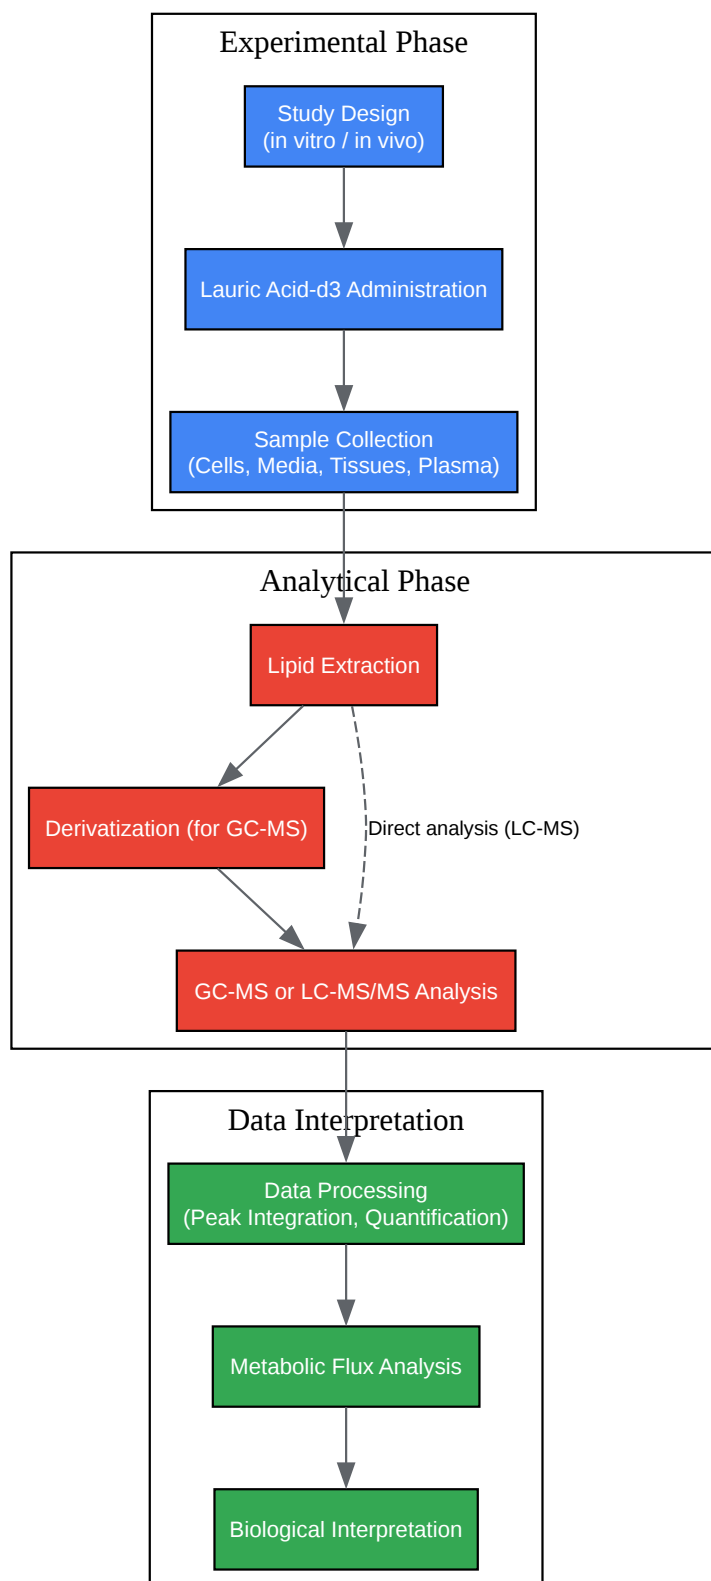 Experimental Phase
Study Design
(in vitro / in vivo)
Lauric Acid-d3 Administration
Sample Collection
(Cells, Media, Tissues, Plasma)
Analytical Phase
Lipid Extraction
Derivatization (for GC-MS)
Direct analysis (LC-MS)
GC-MS or LC-MS/MS Analysis
Data Interpretation
Data Processing
(Peak Integration, Quantification)
Metabolic Flux Analysis
Biological Interpretation